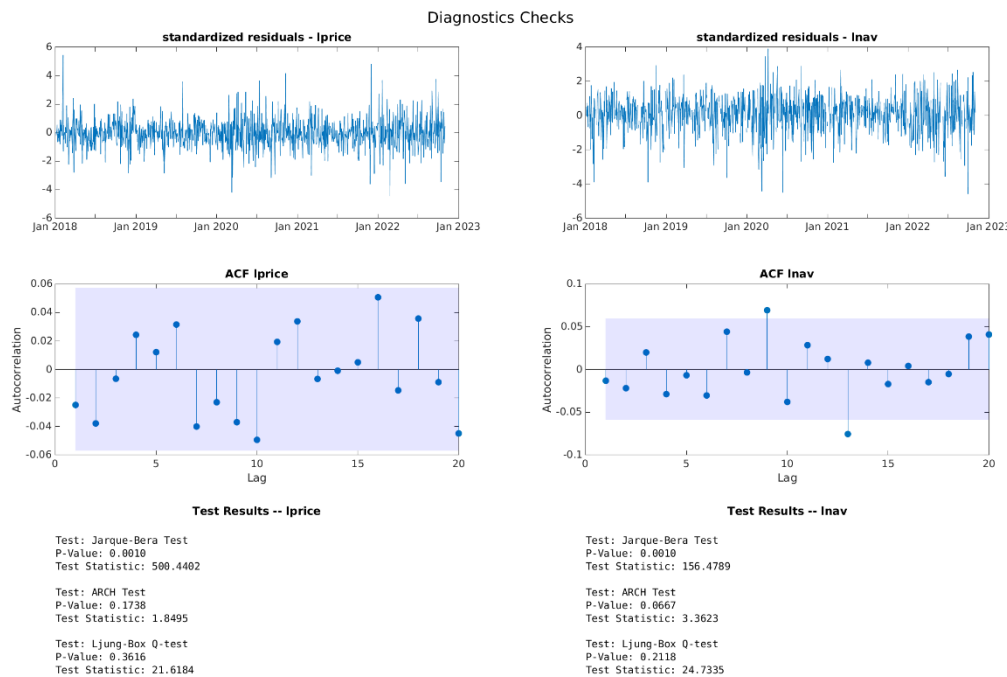 Diagnostics Checks
standardized residuals - lprice
6
4
2
0
-2
-4
-6
Jan 2018 Jan 2019 Jan 2020 Jan 2021 Jan 2022 Jan 2023
standardized residuals - lnav
4
2
0
-2
-4
-6
Jan 2018 Jan 2019 Jan 2020 Jan 2021 Jan 2022 Jan 2023
ACF lprice
Autocorrelation
0.06
0.04
0.02
0
-0.02
-0.04
-0.06
0 5 10 15 20
Lag
ACF lnav
Autocorrelation
0.1
0.05
0
-0.05
-0.1
0 5 10 15 20
Lag
Test Results -- lprice
Test: Jarque-Bera Test
P-Value: 0.0010
Test Statistic: 500.4402
Test: ARCH Test
P-Value: 0.1738
Test Statistic: 1.8495
Test: Ljung-Box Q-test
P-Value: 0.3616
Test Statistic: 21.6184
Test Results -- lnav
Test: Jarque-Bera Test
P-Value: 0.0010
Test Statistic: 156.4789
Test: ARCH Test
P-Value: 0.0667
Test Statistic: 3.3623
Test: Ljung-Box Q-test
P-Value: 0.2118
Test Statistic: 24.7335